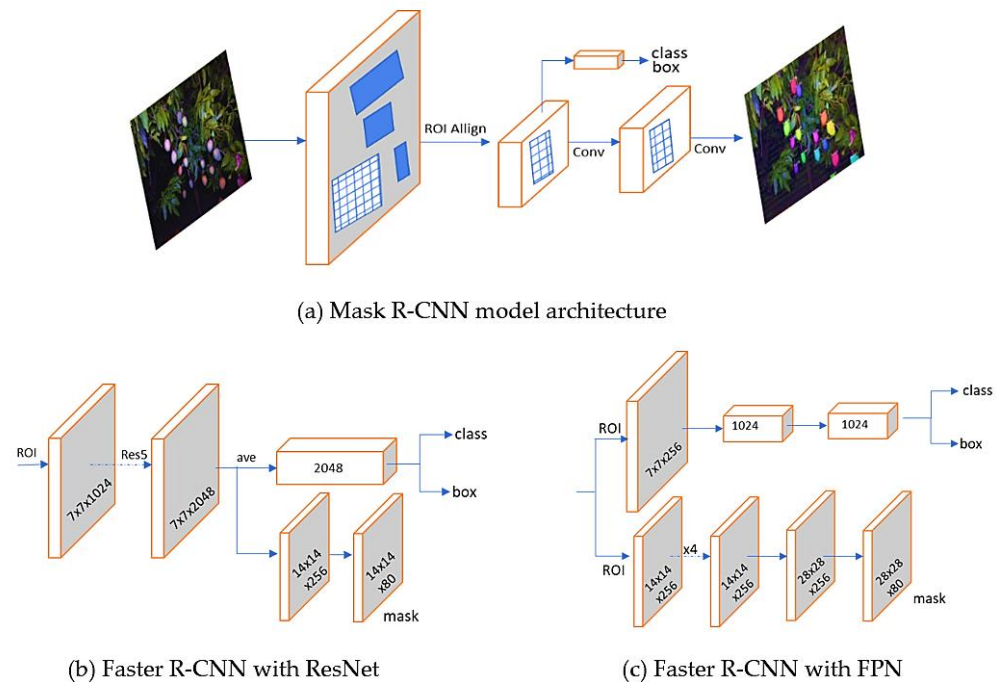 class
box
ROI Allign
Conv
Conv
(a) Mask R-CNN model architecture
ROI
7x7x1024
Res5
7x7x2048
ave
2048
class
box
14x14
x256
14x14
x80
mask
(b) Faster R-CNN with ResNet
ROI
7x7x256
1024
1024
class
box
ROI
14x14
x256
x4
14x14
x256
28x28
x256
28x28
x80
mask
(c) Faster R-CNN with FPN